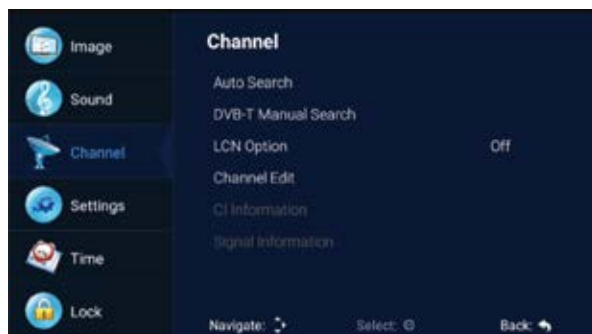 Image
Sound
Channel
Settings
Time
Lock
Channel
Auto Search
DVB-T Manual Search
LCN Option Off
Channel Edit
CI Information
Signal Information
Navigate: Select: Back: